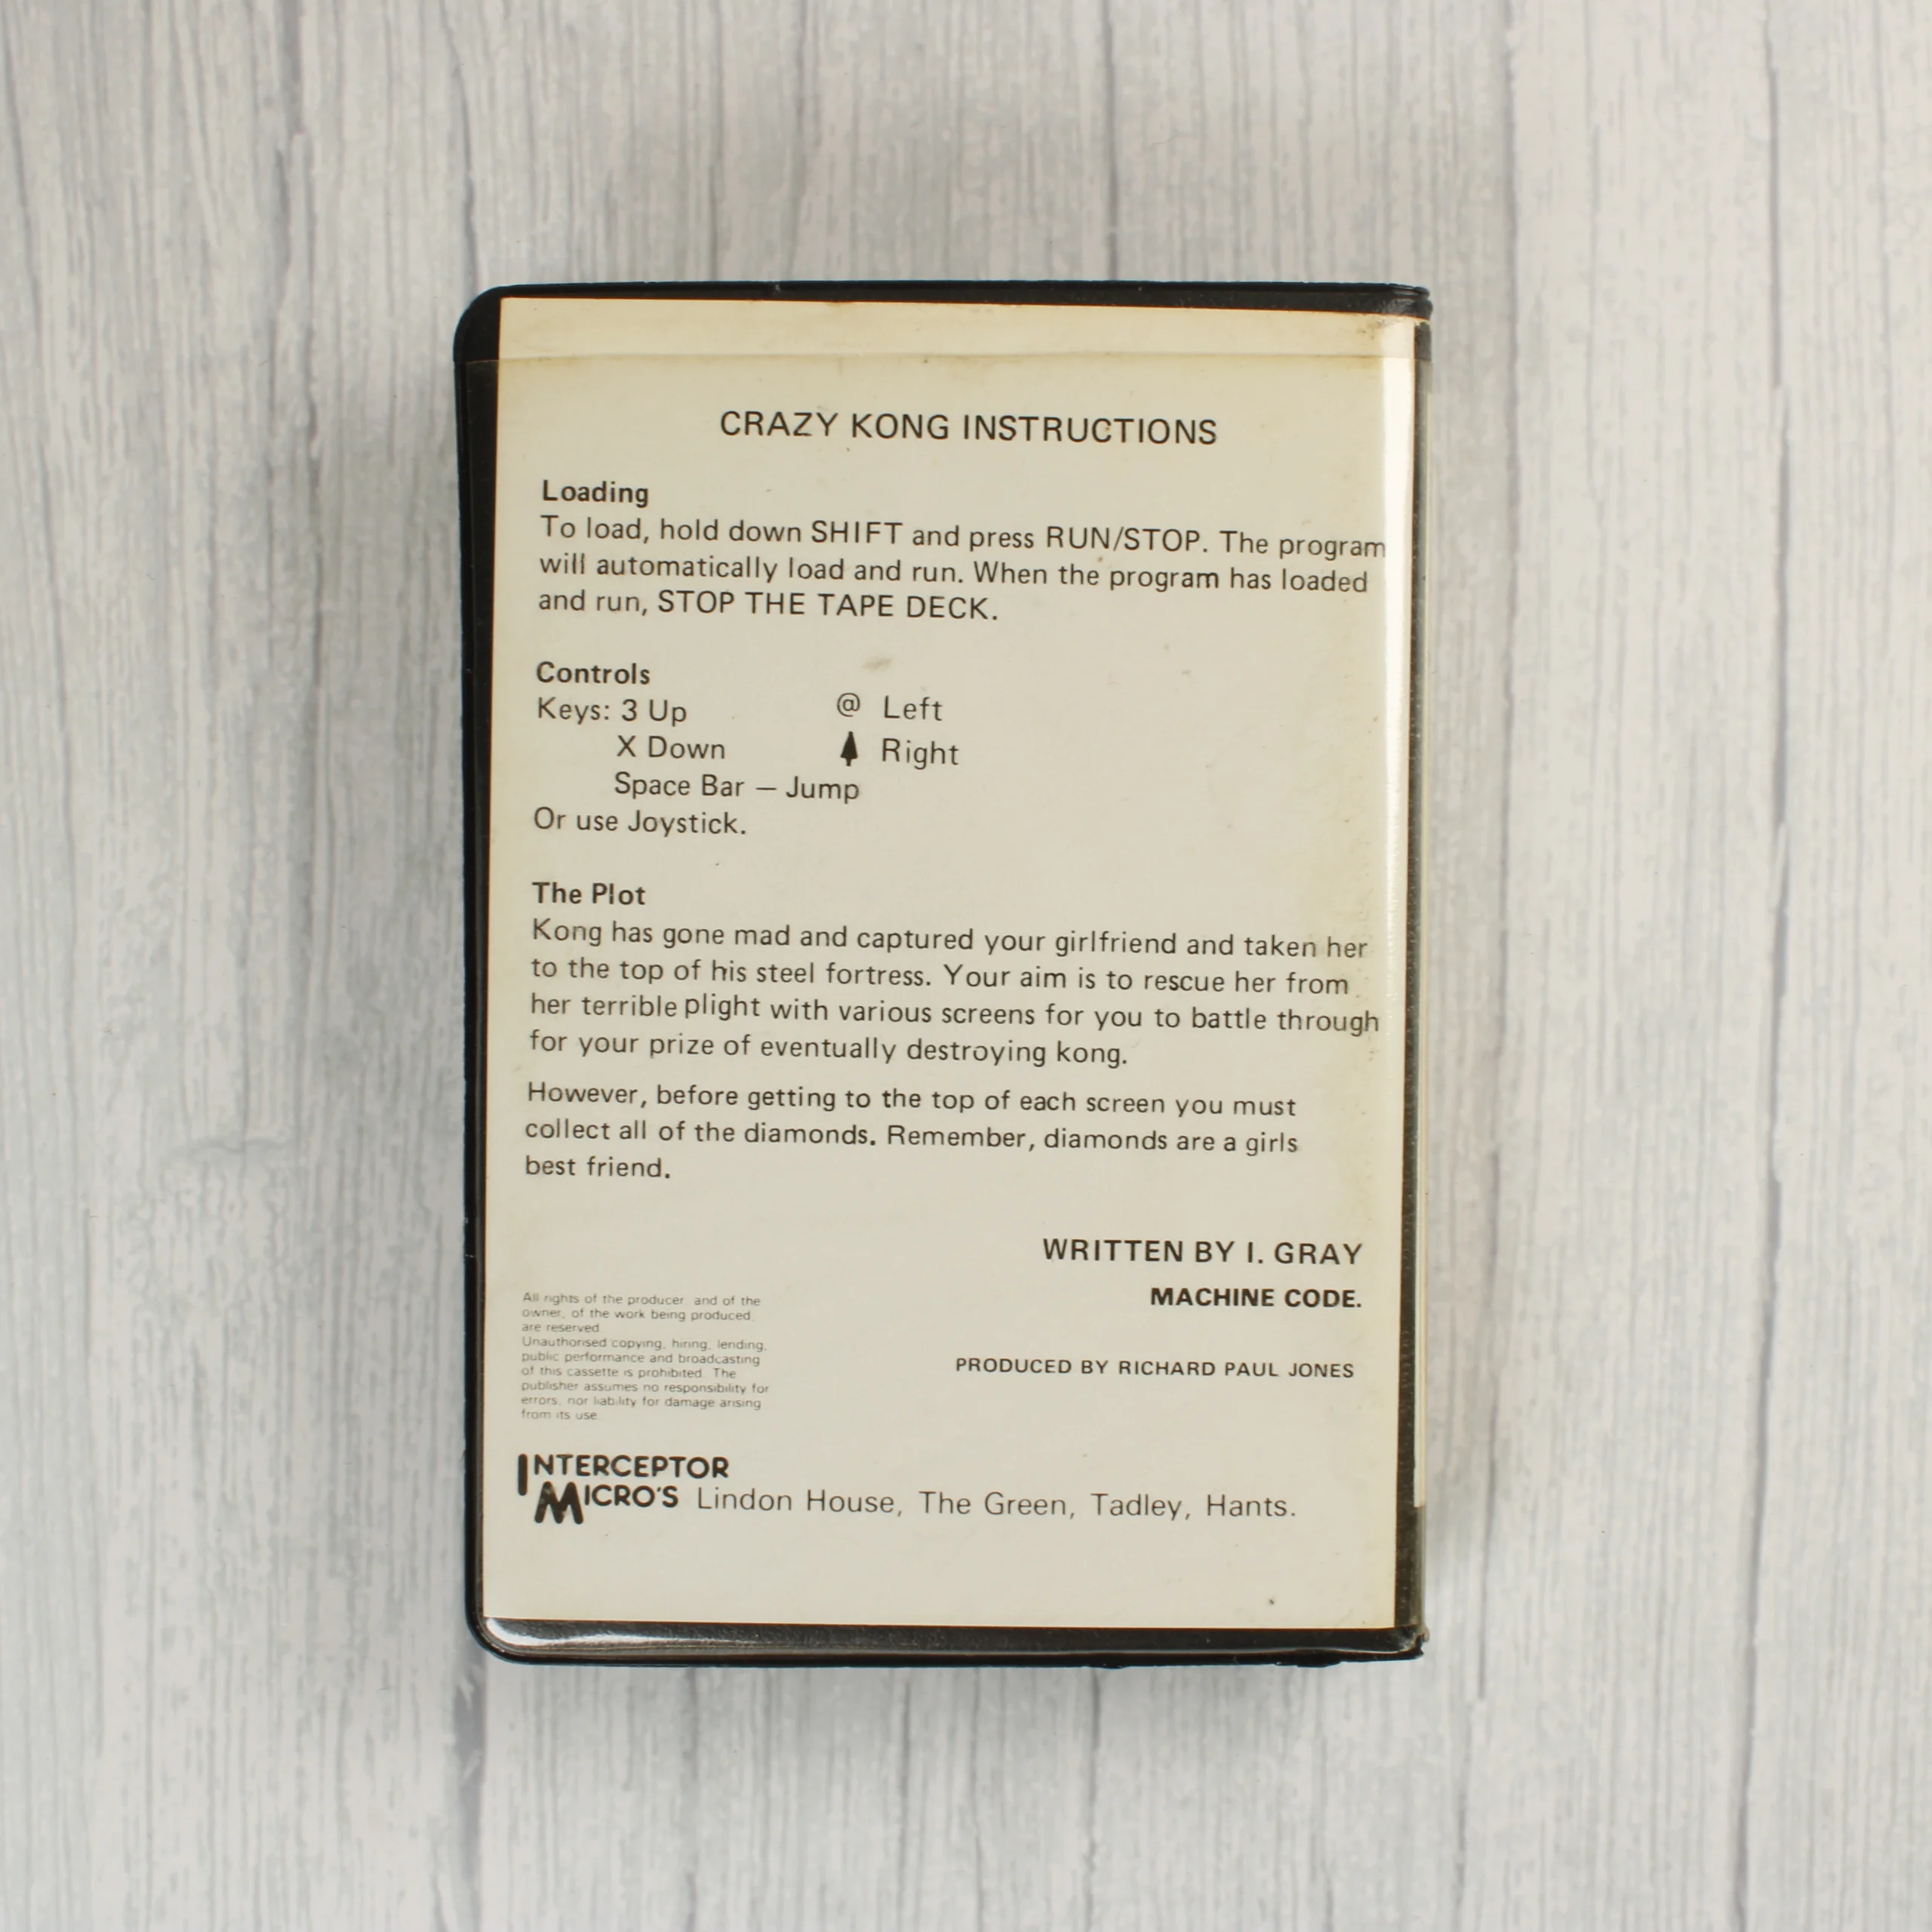 CRAZY KONG INSTRUCTIONS
Loading
To load, hold down SHIFT and press RUN/STOP. The program
will automatically load and run. When the program has loaded
and run, STOP THE TAPE DECK.
Controls
Keys: 3 Up @ Left
X Down ↑ Right
Space Bar — Jump
Or use Joystick.
The Plot
Kong has gone mad and captured your girlfriend and taken her
to the top of his steel fortress. Your aim is to rescue her from
her terrible plight with various screens for you to battle through
for your prize of eventually destroying kong.
However, before getting to the top of each screen you must
collect all of the diamonds. Remember, diamonds are a girls
best friend.
WRITTEN BY I. GRAY
MACHINE CODE.
PRODUCED BY RICHARD PAUL JONES
All rights of the producer, and of the
owner, of the work being produced,
are reserved
Unauthorised copying, hiring, lending,
public performance and broadcasting
of this cassette is prohibited. The
publisher assumes no responsibility for
errors, nor liability for damage arising
from its use.
INTERCEPTOR
MICRO'S Lindon House, The Green, Tadley, Hants.